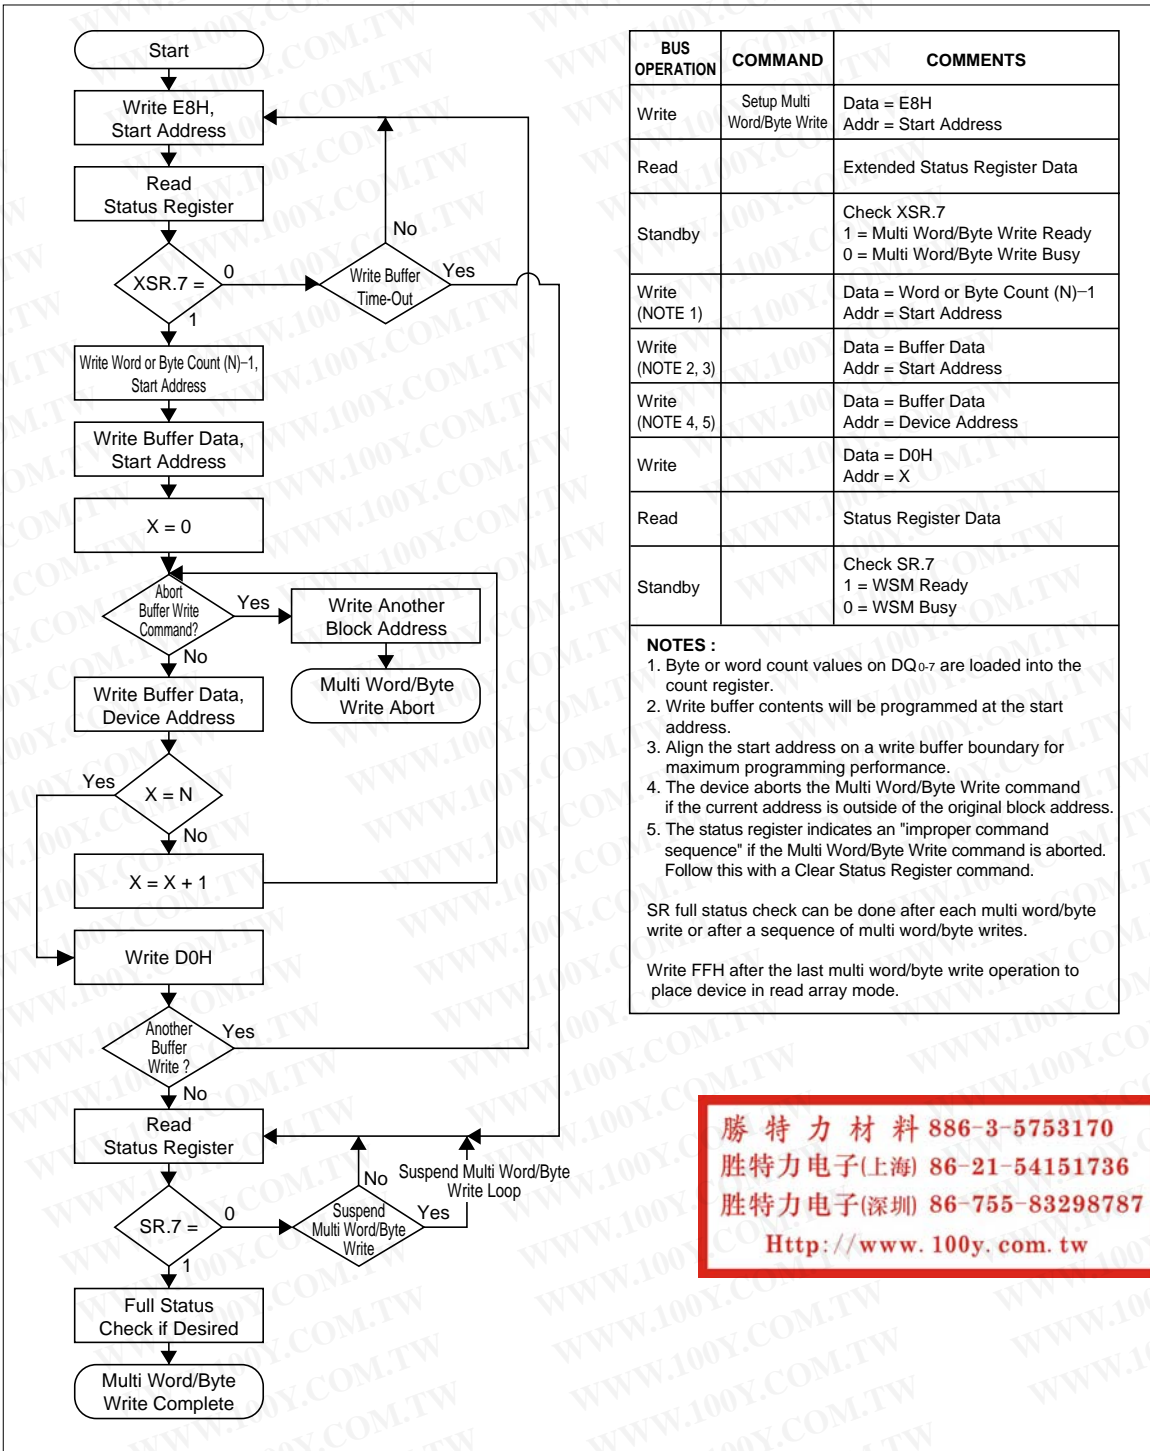 Start
Write E8H,
Start Address
Read
Status Register
XSR.7 =
0
1
No
Write Buffer
Time-Out
Yes
Write Word or Byte Count (N)–1,
Start Address
Write Buffer Data,
Start Address
X = 0
Abort
Buffer Write
Command?
Yes
No
Write Another
Block Address
Multi Word/Byte
Write Abort
Write Buffer Data,
Device Address
Yes
X = N
No
X = X + 1
Write D0H
Another
Buffer
Write ?
Yes
No
Read
Status Register
SR.7 =
0
1
No
Suspend
Multi Word/Byte
Write
Yes
Suspend Multi Word/Byte
Write Loop
Full Status
Check if Desired
Multi Word/Byte
Write Complete
BUS
OPERATION
COMMAND
COMMENTS
Write
Setup Multi
Word/Byte Write
Data = E8H
Addr = Start Address
Read
Extended Status Register Data
Standby
Check XSR.7
1 = Multi Word/Byte Write Ready
0 = Multi Word/Byte Write Busy
Write
(NOTE 1)
Data = Word or Byte Count (N)–1
Addr = Start Address
Write
(NOTE 2, 3)
Data = Buffer Data
Addr = Start Address
Write
(NOTE 4, 5)
Data = Buffer Data
Addr = Device Address
Write
Data = D0H
Addr = X
Read
Status Register Data
Standby
Check SR.7
1 = WSM Ready
0 = WSM Busy
NOTES :
1. Byte or word count values on DQ0-7 are loaded into the
count register.
2. Write buffer contents will be programmed at the start
address.
3. Align the start address on a write buffer boundary for
maximum programming performance.
4. The device aborts the Multi Word/Byte Write command
if the current address is outside of the original block address.
5. The status register indicates an "improper command
sequence" if the Multi Word/Byte Write command is aborted.
Follow this with a Clear Status Register command.
SR full status check can be done after each multi word/byte
write or after a sequence of multi word/byte writes.
Write FFH after the last multi word/byte write operation to
place device in read array mode.
勝 特 力 材 料 886-3-5753170
胜特力电子(上海) 86-21-54151736
胜特力电子(深圳) 86-755-83298787
Http://www.100y.com.tw
WWW.100Y.COM.TW